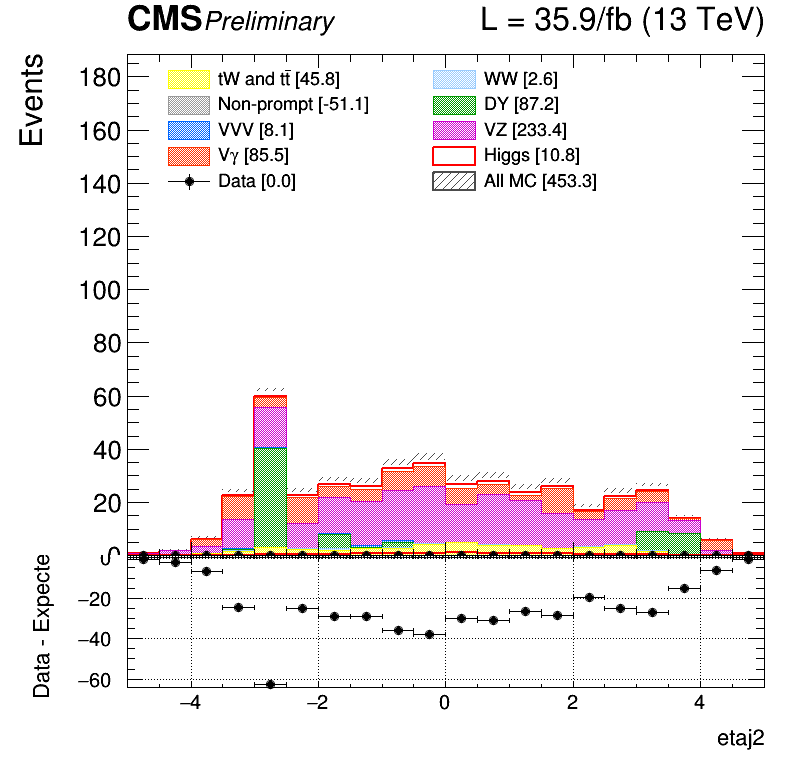 CMS Preliminary L = 35.9/fb (13 TeV)
Events
180
160
140
120
100
80
60
40
20
0
tW and tt̄ [45.8]
Non-prompt [-51.1]
VVV [8.1]
Vγ [85.5]
Data [0.0]
WW [2.6]
DY [87.2]
VZ [233.4]
Higgs [10.8]
All MC [453.3]
Data - Expecte
0
−20
−40
−60
−4 −2 0 2 4
etaj2